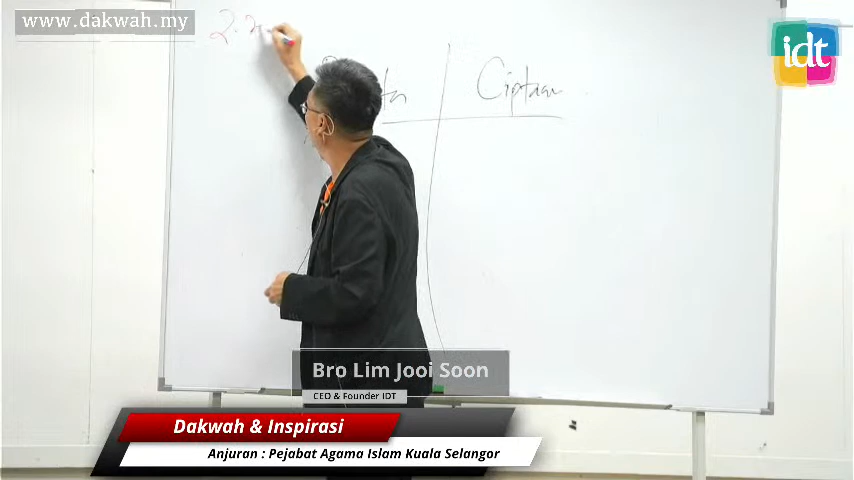 www.dakwah.my
idt
Ciptaan
Bro Lim Jooi Soon
CEO & Founder IDT
Dakwah & Inspirasi
Anjuran : Pejabat Agama Islam Kuala Selangor